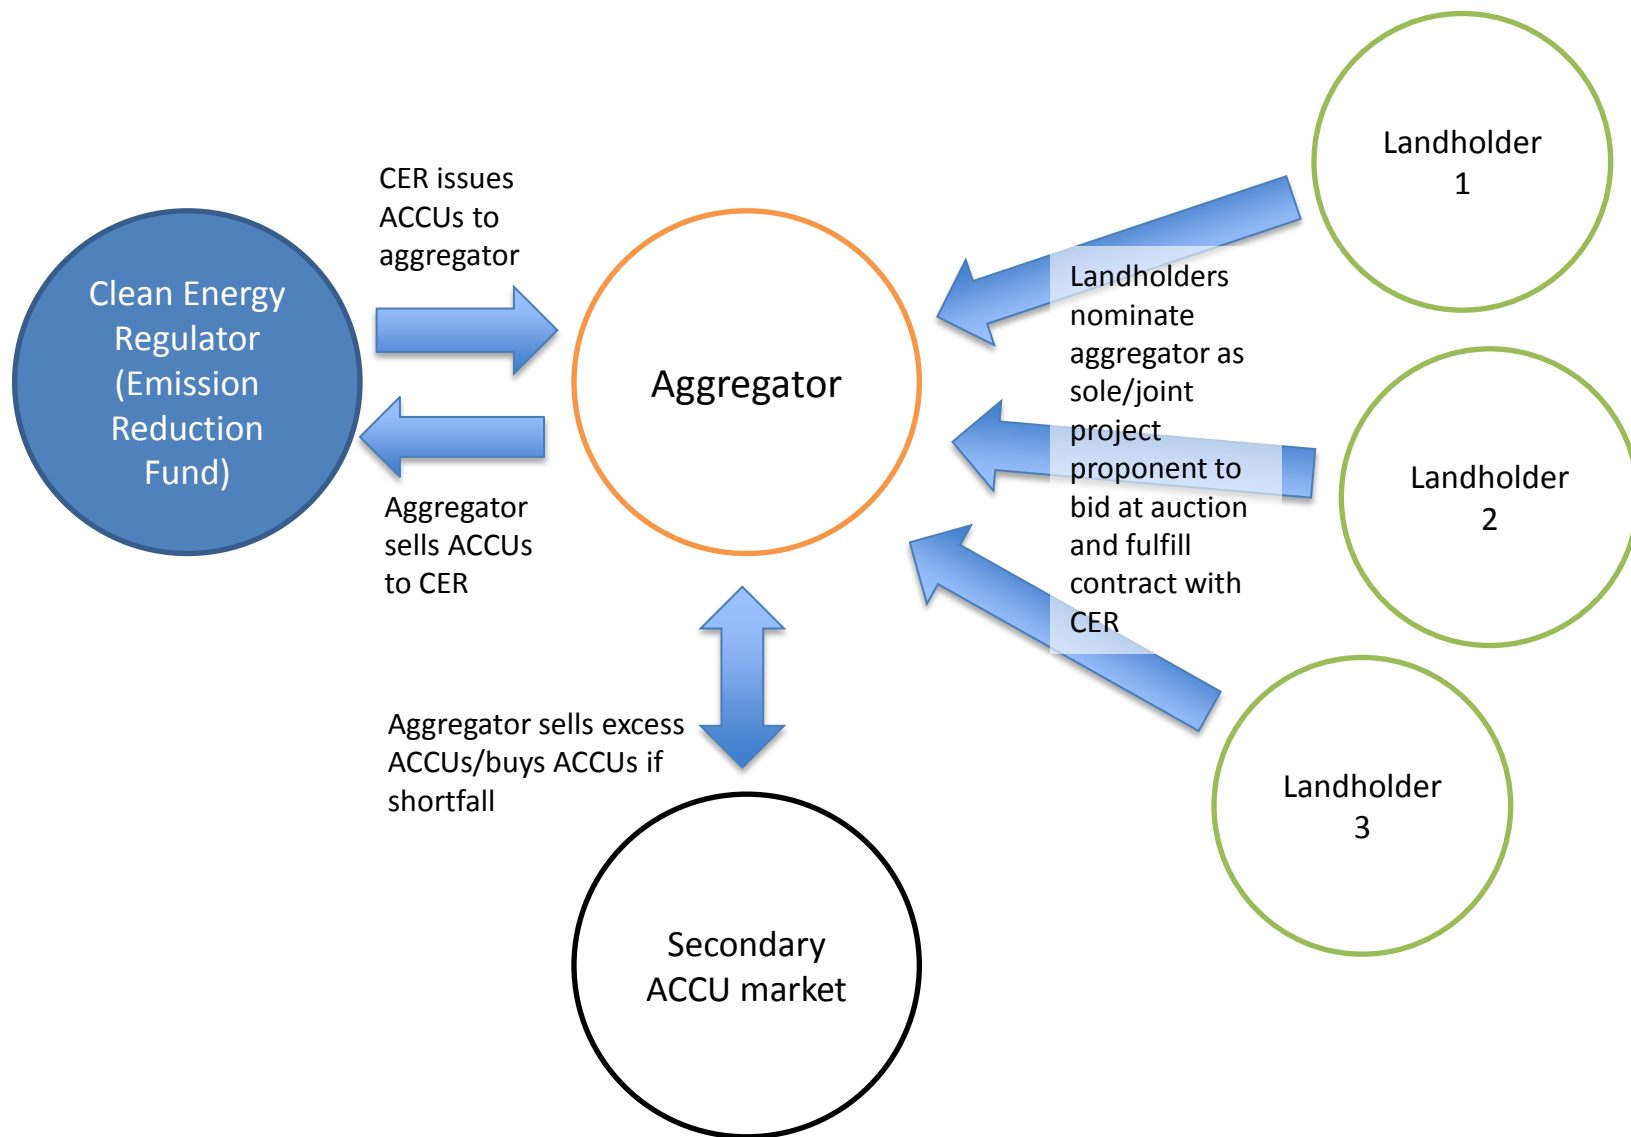 Clean Energy
Regulator
(Emission
Reduction
Fund)
CER issues
ACCUs to
aggregator
Aggregator
sells ACCUs
to CER
Aggregator
Aggregator sells excess
ACCUs/buys ACCUs if
shortfall
Secondary
ACCU market
Landholders
nominate
aggregator as
sole/joint
project
proponent to
bid at auction
and fulfill
contract with
CER
Landholder
1
Landholder
2
Landholder
3